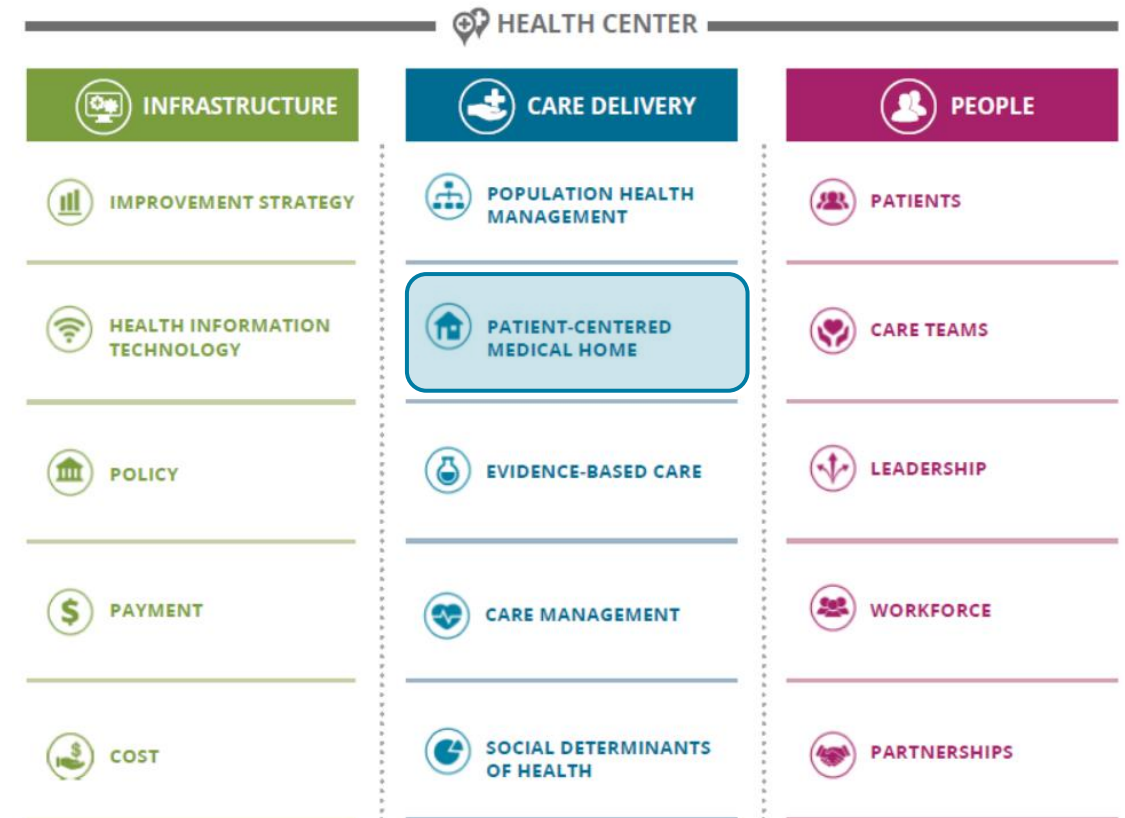 HEALTH CENTER
INFRASTRUCTURE
IMPROVEMENT STRATEGY
HEALTH INFORMATION
TECHNOLOGY
POLICY
PAYMENT
COST
CARE DELIVERY
POPULATION HEALTH
MANAGEMENT
PATIENT-CENTERED
MEDICAL HOME
EVIDENCE-BASED CARE
CARE MANAGEMENT
SOCIAL DETERMINANTS
OF HEALTH
PEOPLE
PATIENTS
CARE TEAMS
LEADERSHIP
WORKFORCE
PARTNERSHIPS